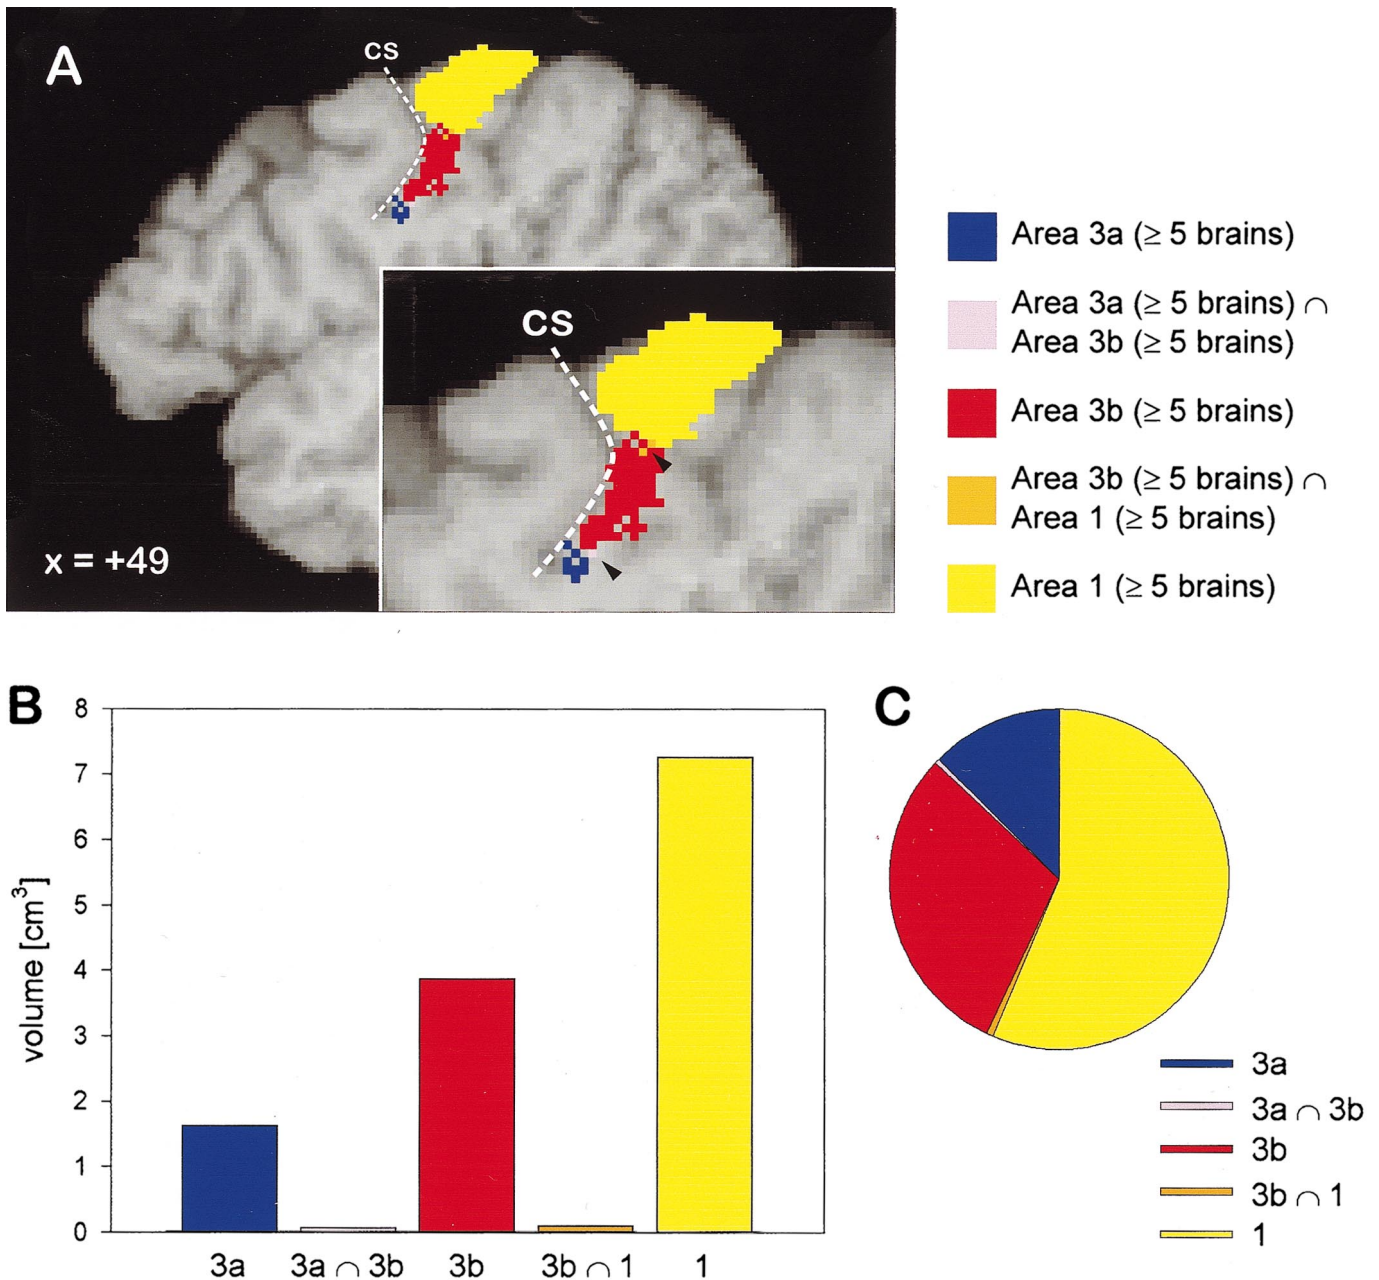 A
CS
CS
x = +49
Area 3a (≥ 5 brains)
Area 3a (≥ 5 brains) ∩
Area 3b (≥ 5 brains)
Area 3b (≥ 5 brains)
Area 3b (≥ 5 brains) ∩
Area 1 (≥ 5 brains)
Area 1 (≥ 5 brains)
B
volume [cm³]
8
7
6
5
4
3
2
1
0
3a
3a ∩ 3b
3b
3b ∩ 1
1
C
3a
3a ∩ 3b
3b
3b ∩ 1
1